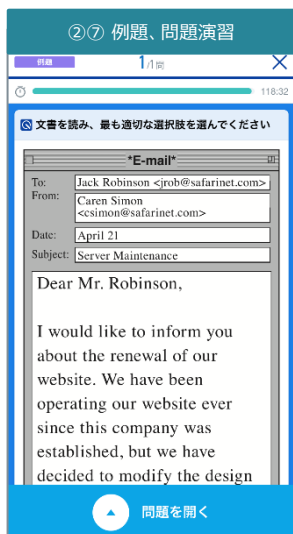 ②⑦ 例題、問題演習
例題
1/1問
118:32
文書を読み、最も適切な選択肢を選んでください
*E-mail*
To: Jack Robinson <jrob@safarinet.com>
From: Caren Simon
<csimon@safarinet.com>
Date: April 21
Subject: Server Maintenance
Dear Mr. Robinson,
I would like to inform you
about the renewal of our
website. We have been
operating our website ever
since this company was
established, but we have
decided to modify the design
問題を開く